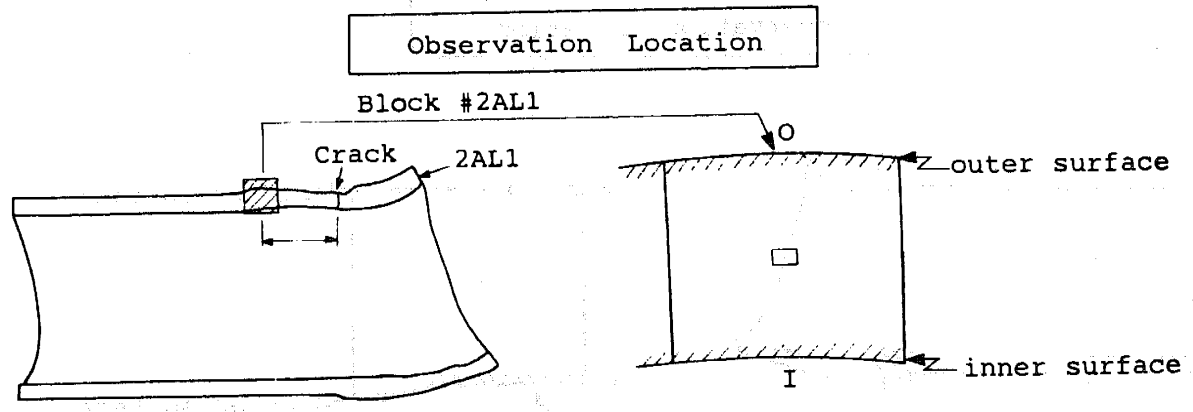 Observation Location
Block #2AL1
O
Crack
2AL1
outer surface
inner surface
I